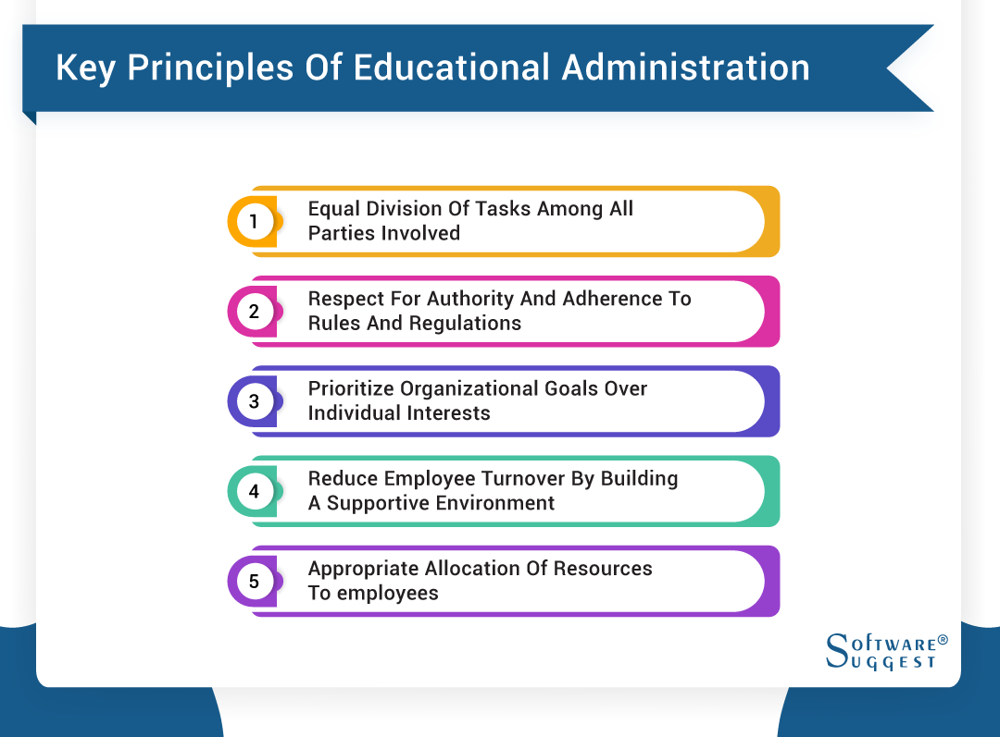 Key Principles Of Educational Administration
1
Equal Division Of Tasks Among All
Parties Involved
2
Respect For Authority And Adherence To
Rules And Regulations
3
Prioritize Organizational Goals Over
Individual Interests
4
Reduce Employee Turnover By Building
A Supportive Environment
5
Appropriate Allocation Of Resources
To employees
SOFTWARE®
SUGGEST